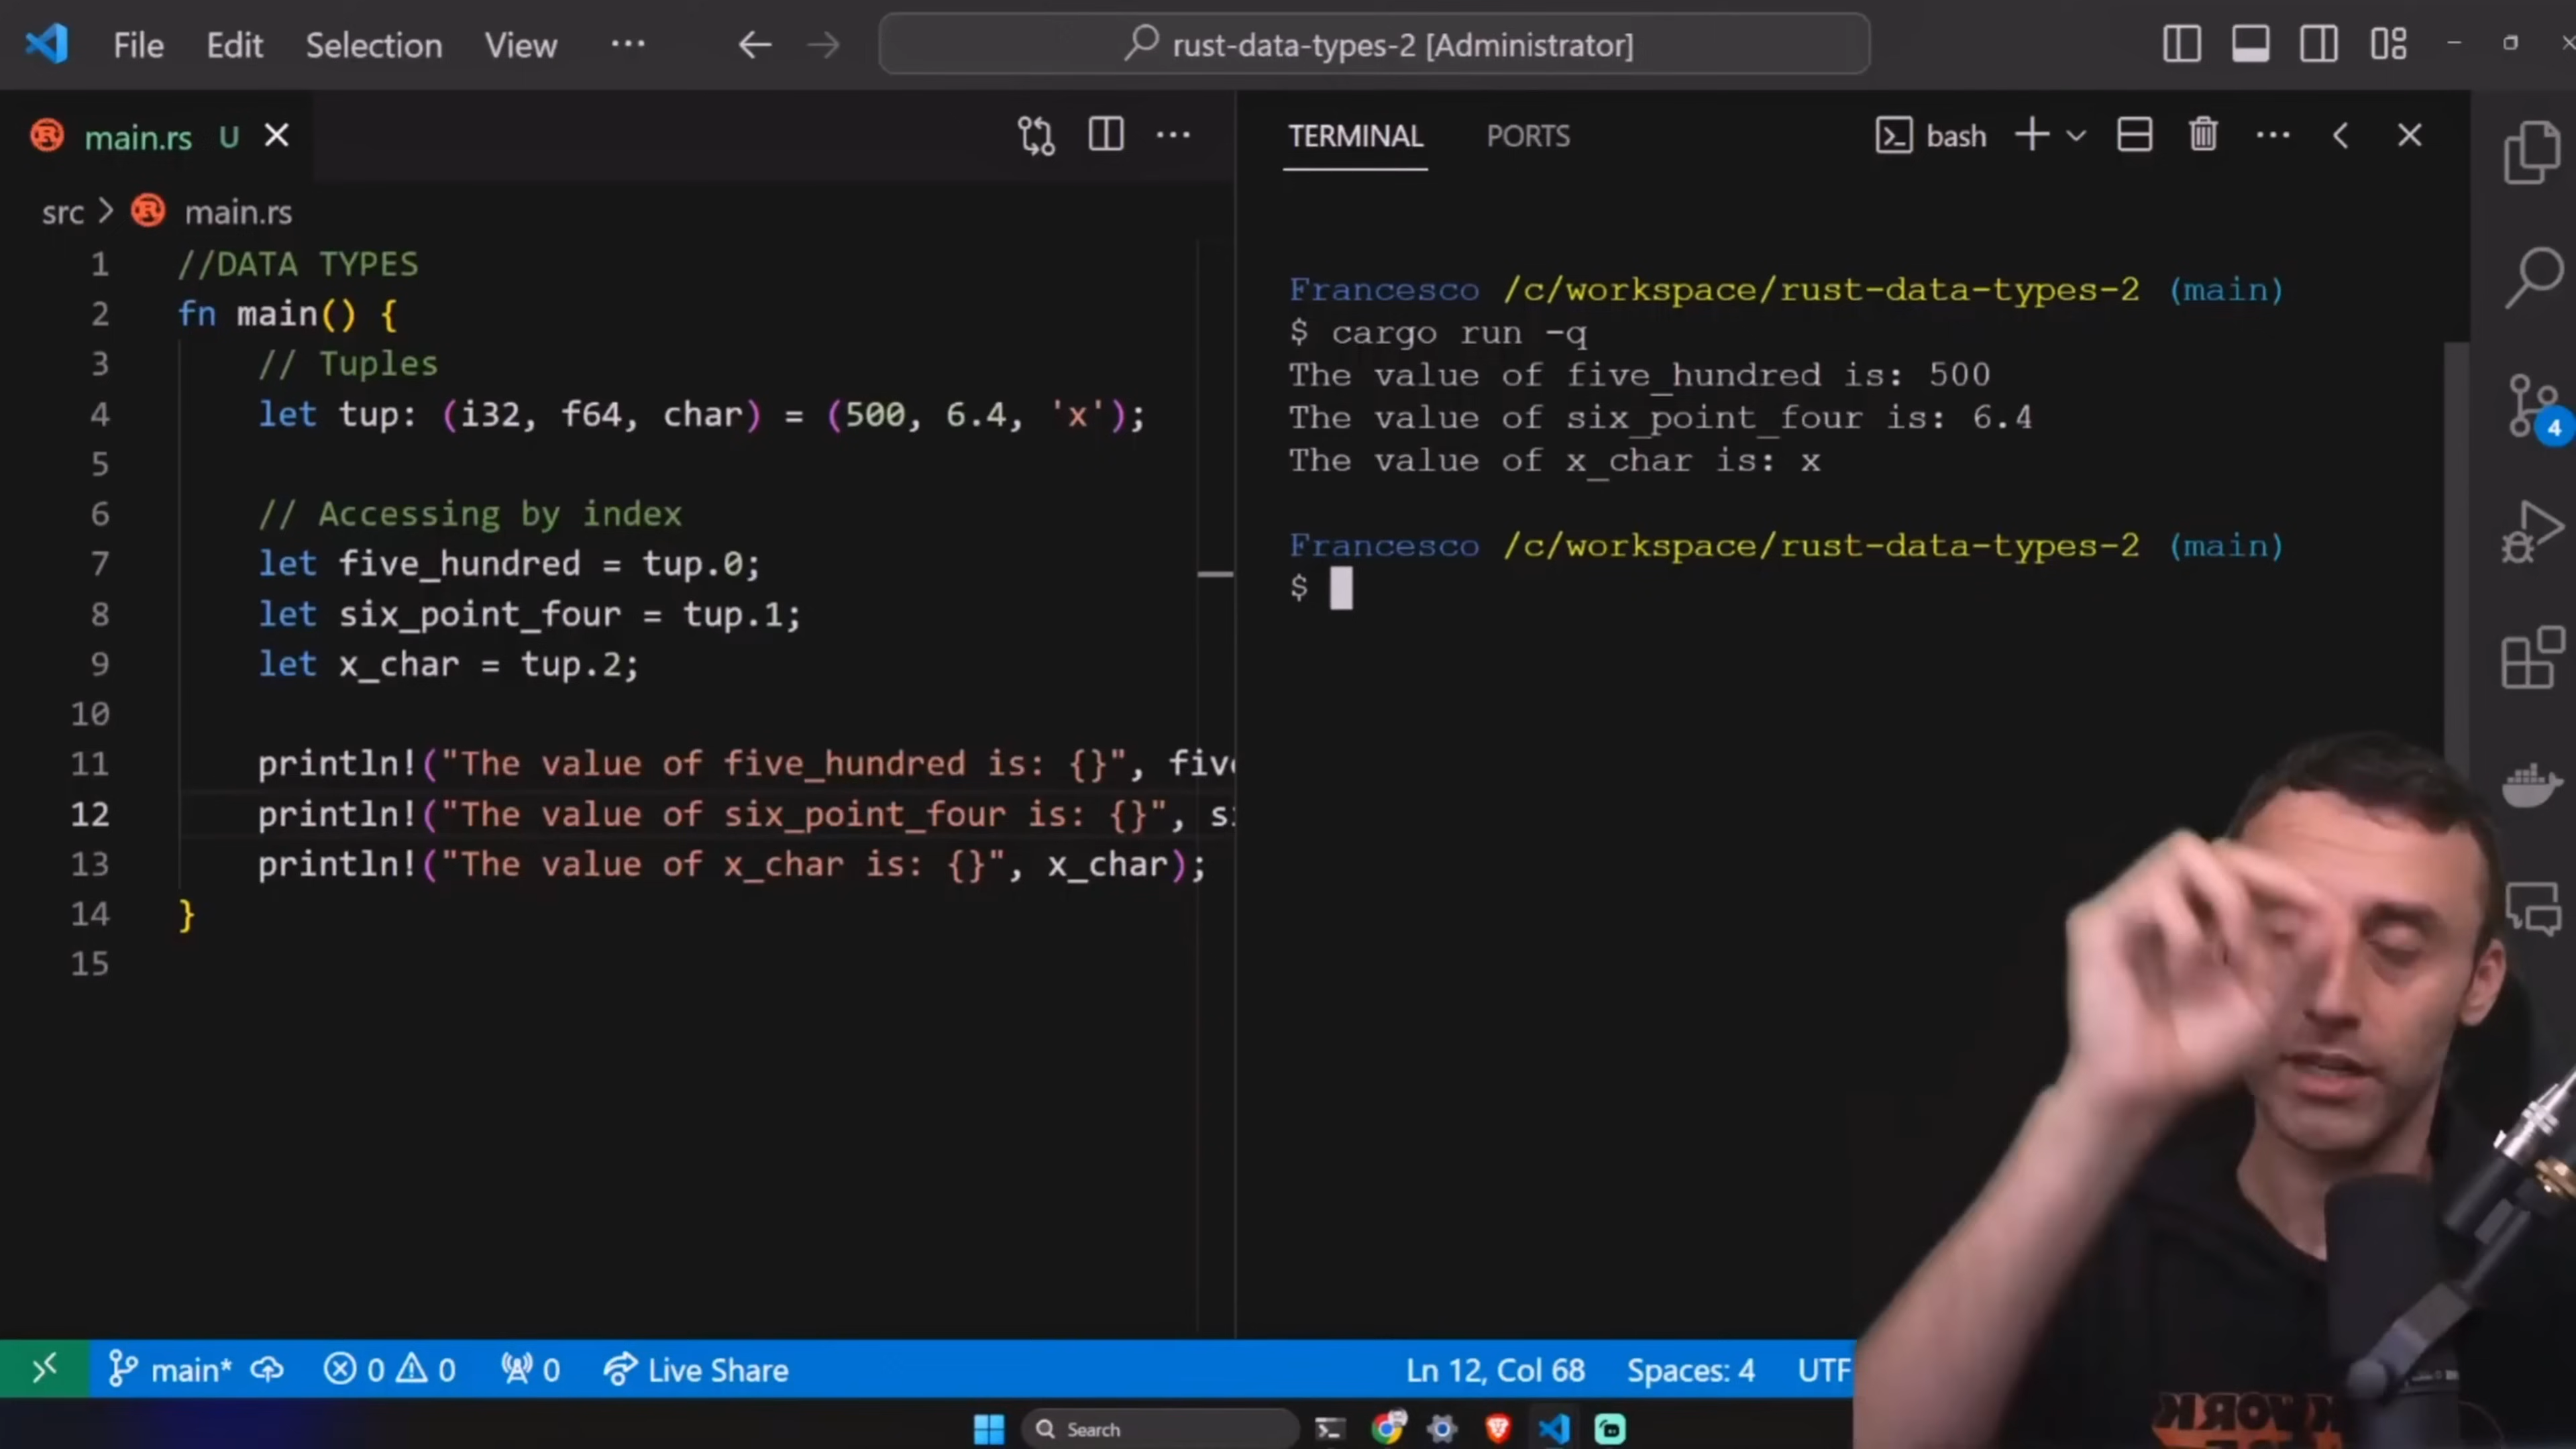 File Edit Selection View ··· rust-data-types-2 [Administrator]
main.rs U
TERMINAL PORTS bash
src > main.rs
1 //DATA TYPES
2 fn main() {
3 // Tuples
4 let tup: (i32, f64, char) = (500, 6.4, 'x');
5
6 // Accessing by index
7 let five_hundred = tup.0;
8 let six_point_four = tup.1;
9 let x_char = tup.2;
10
11 println!("The value of five_hundred is: {}", five
12 println!("The value of six_point_four is: {}", si
13 println!("The value of x_char is: {}", x_char);
14 }
15
Francesco /c/workspace/rust-data-types-2 (main)
$ cargo run -q
The value of five_hundred is: 500
The value of six_point_four is: 6.4
The value of x_char is: x
Francesco /c/workspace/rust-data-types-2 (main)
$
4
main* 0 0 0 Live Share Ln 12, Col 68 Spaces: 4 UTF
Search